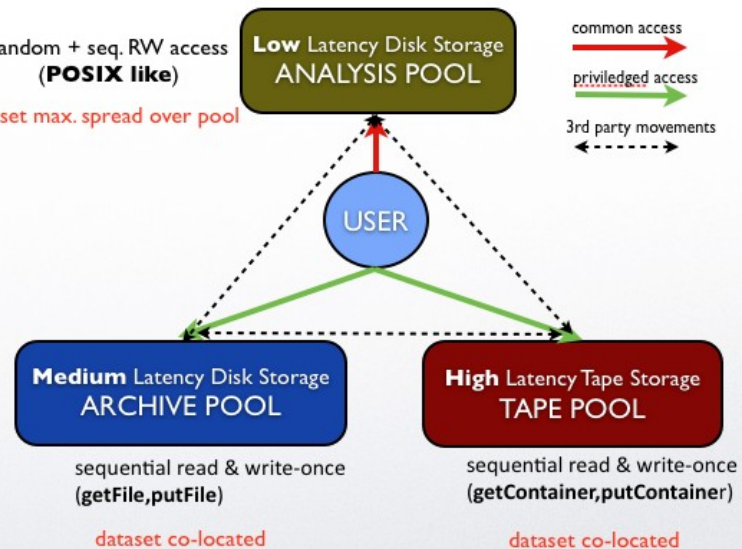 andom + seq. RW access
(POSIX like)
set max. spread over pool
Low Latency Disk Storage
ANALYSIS POOL
common access
priviledged access
3rd party movements
USER
Medium Latency Disk Storage
ARCHIVE POOL
High Latency Tape Storage
TAPE POOL
sequential read & write-once
(getFile,putFile)
dataset co-located
sequential read & write-once
(getContainer,putContainer)
dataset co-located